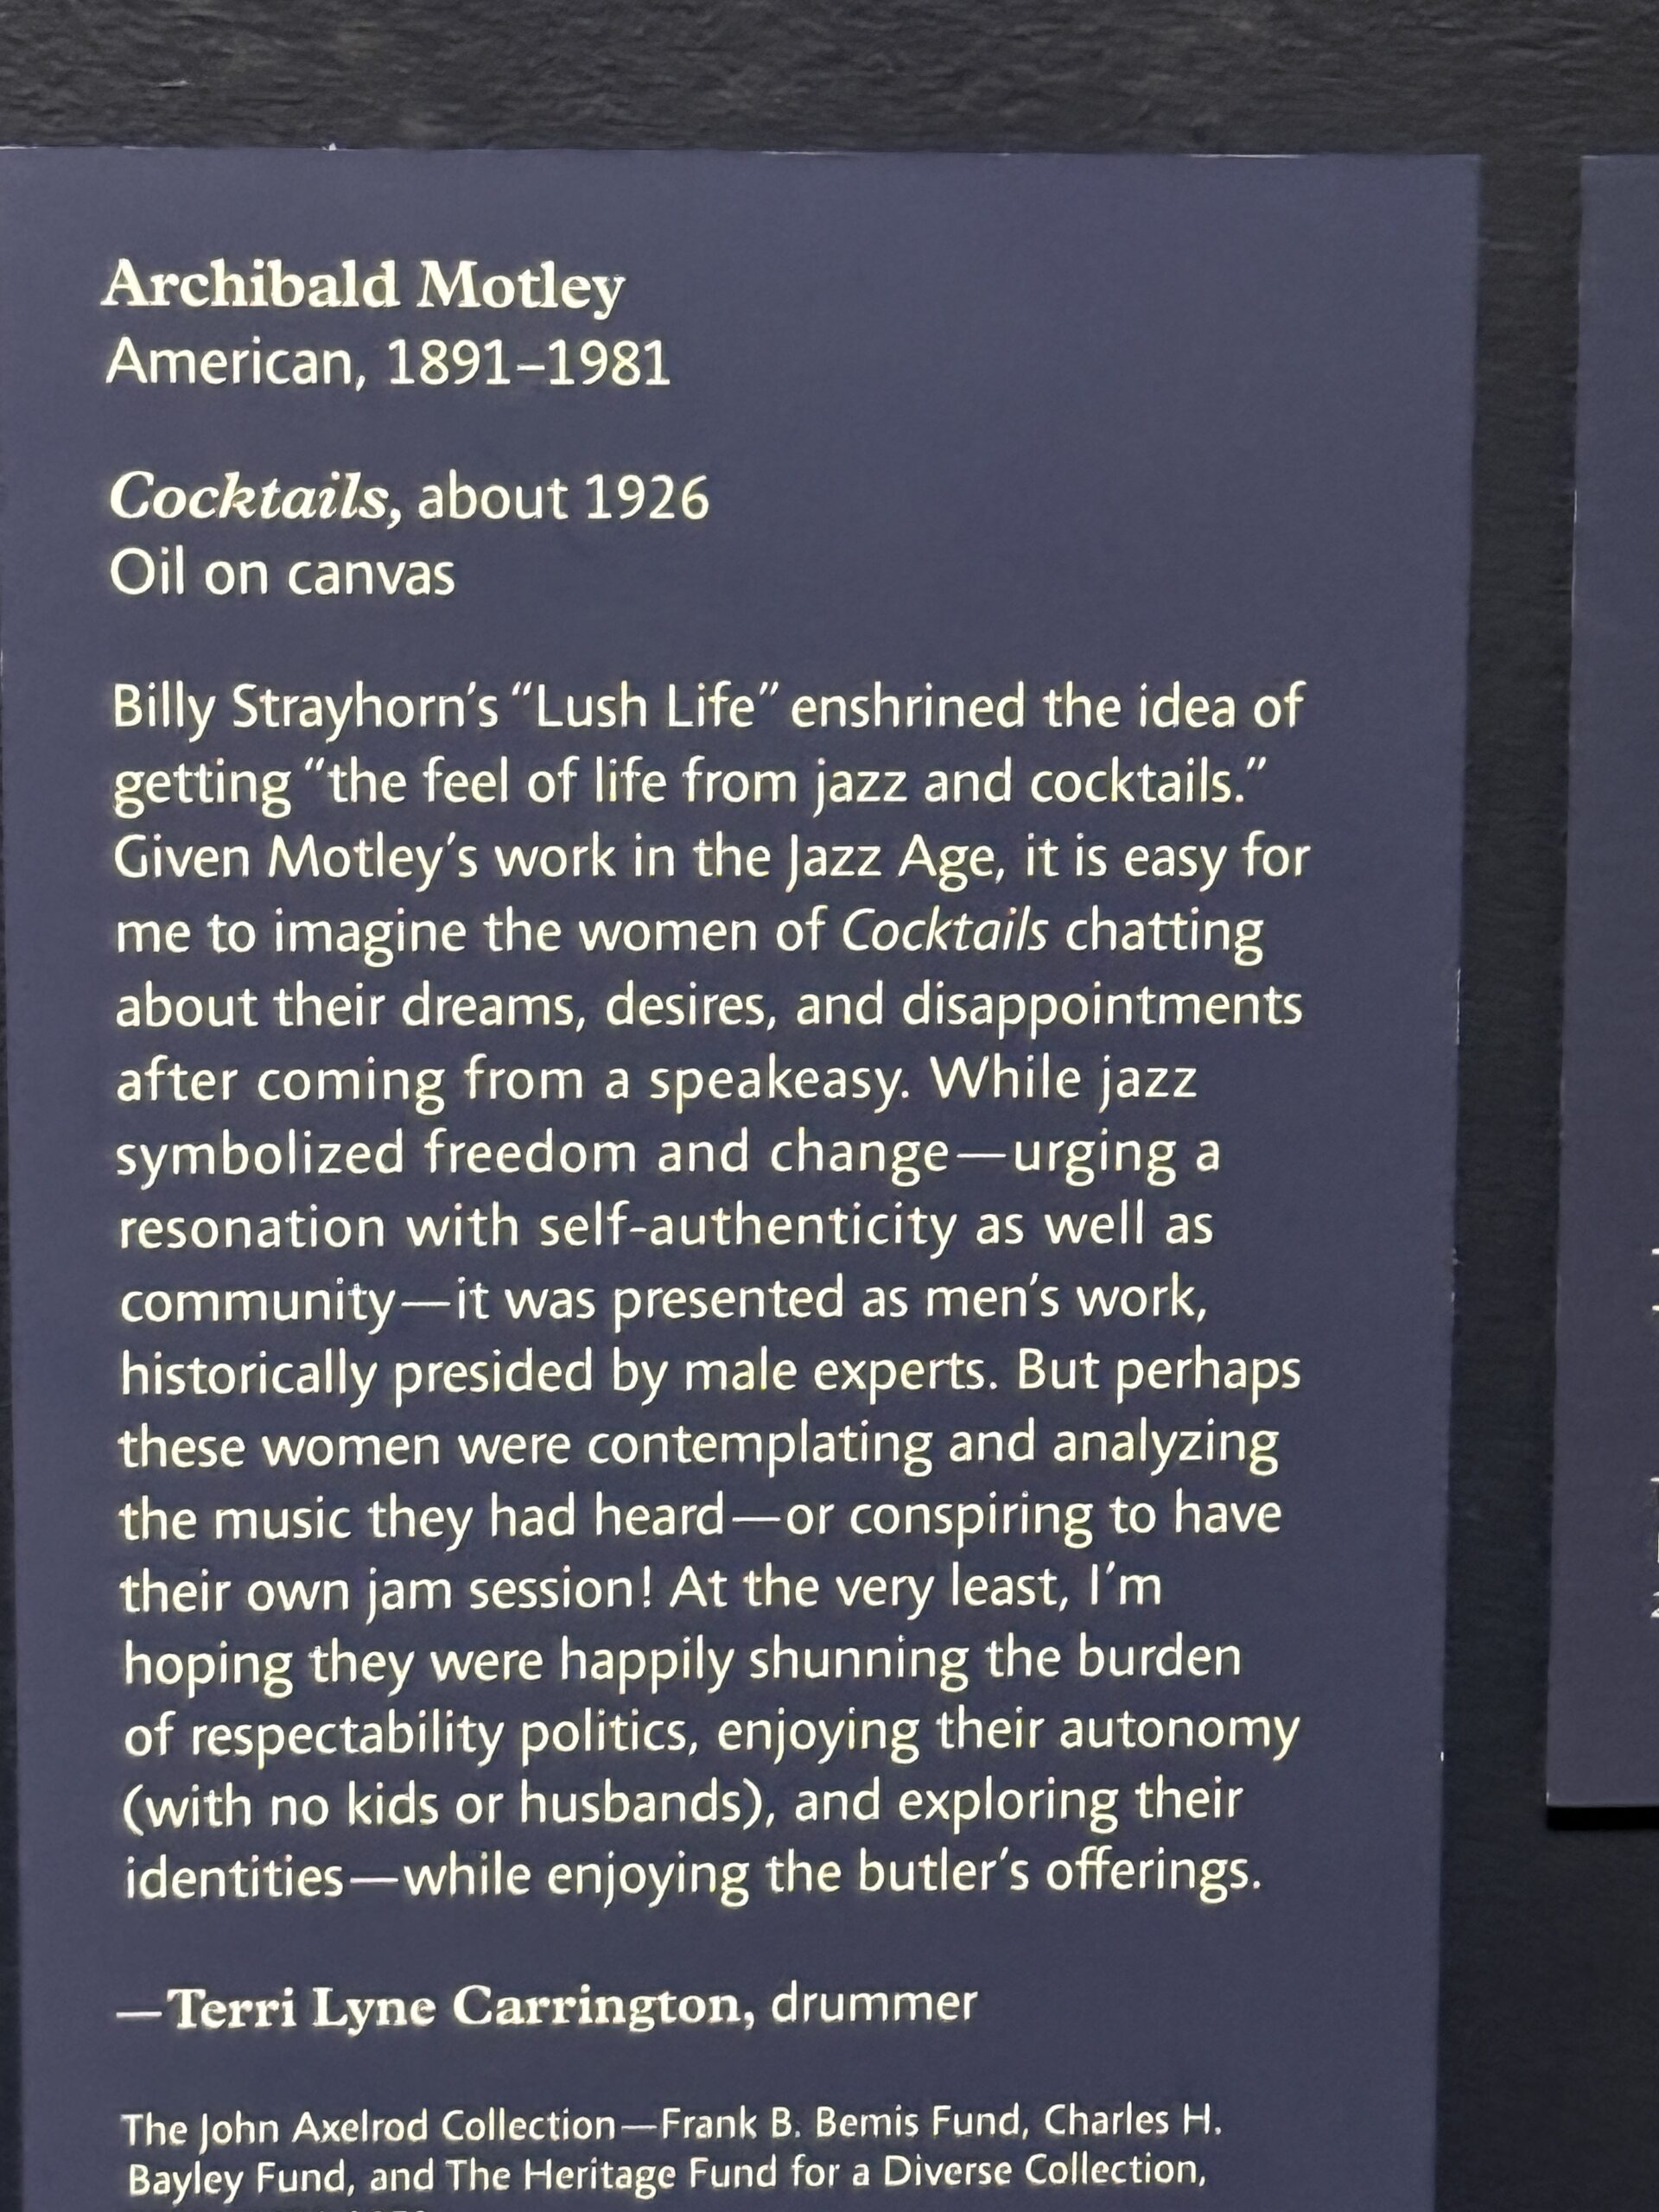 Archibald Motley
American, 1891–1981
Cocktails, about 1926
Oil on canvas
Billy Strayhorn’s “Lush Life” enshrined the idea of
getting “the feel of life from jazz and cocktails.”
Given Motley’s work in the Jazz Age, it is easy for
me to imagine the women of Cocktails chatting
about their dreams, desires, and disappointments
after coming from a speakeasy. While jazz
symbolized freedom and change—urging a
resonation with self-authenticity as well as
community—it was presented as men’s work,
historically presided by male experts. But perhaps
these women were contemplating and analyzing
the music they had heard—or conspiring to have
their own jam session! At the very least, I’m
hoping they were happily shunning the burden
of respectability politics, enjoying their autonomy
(with no kids or husbands), and exploring their
identities—while enjoying the butler’s offerings.
—Terri Lyne Carrington, drummer
The John Axelrod Collection—Frank B. Bemis Fund, Charles H.
Bayley Fund, and The Heritage Fund for a Diverse Collection,